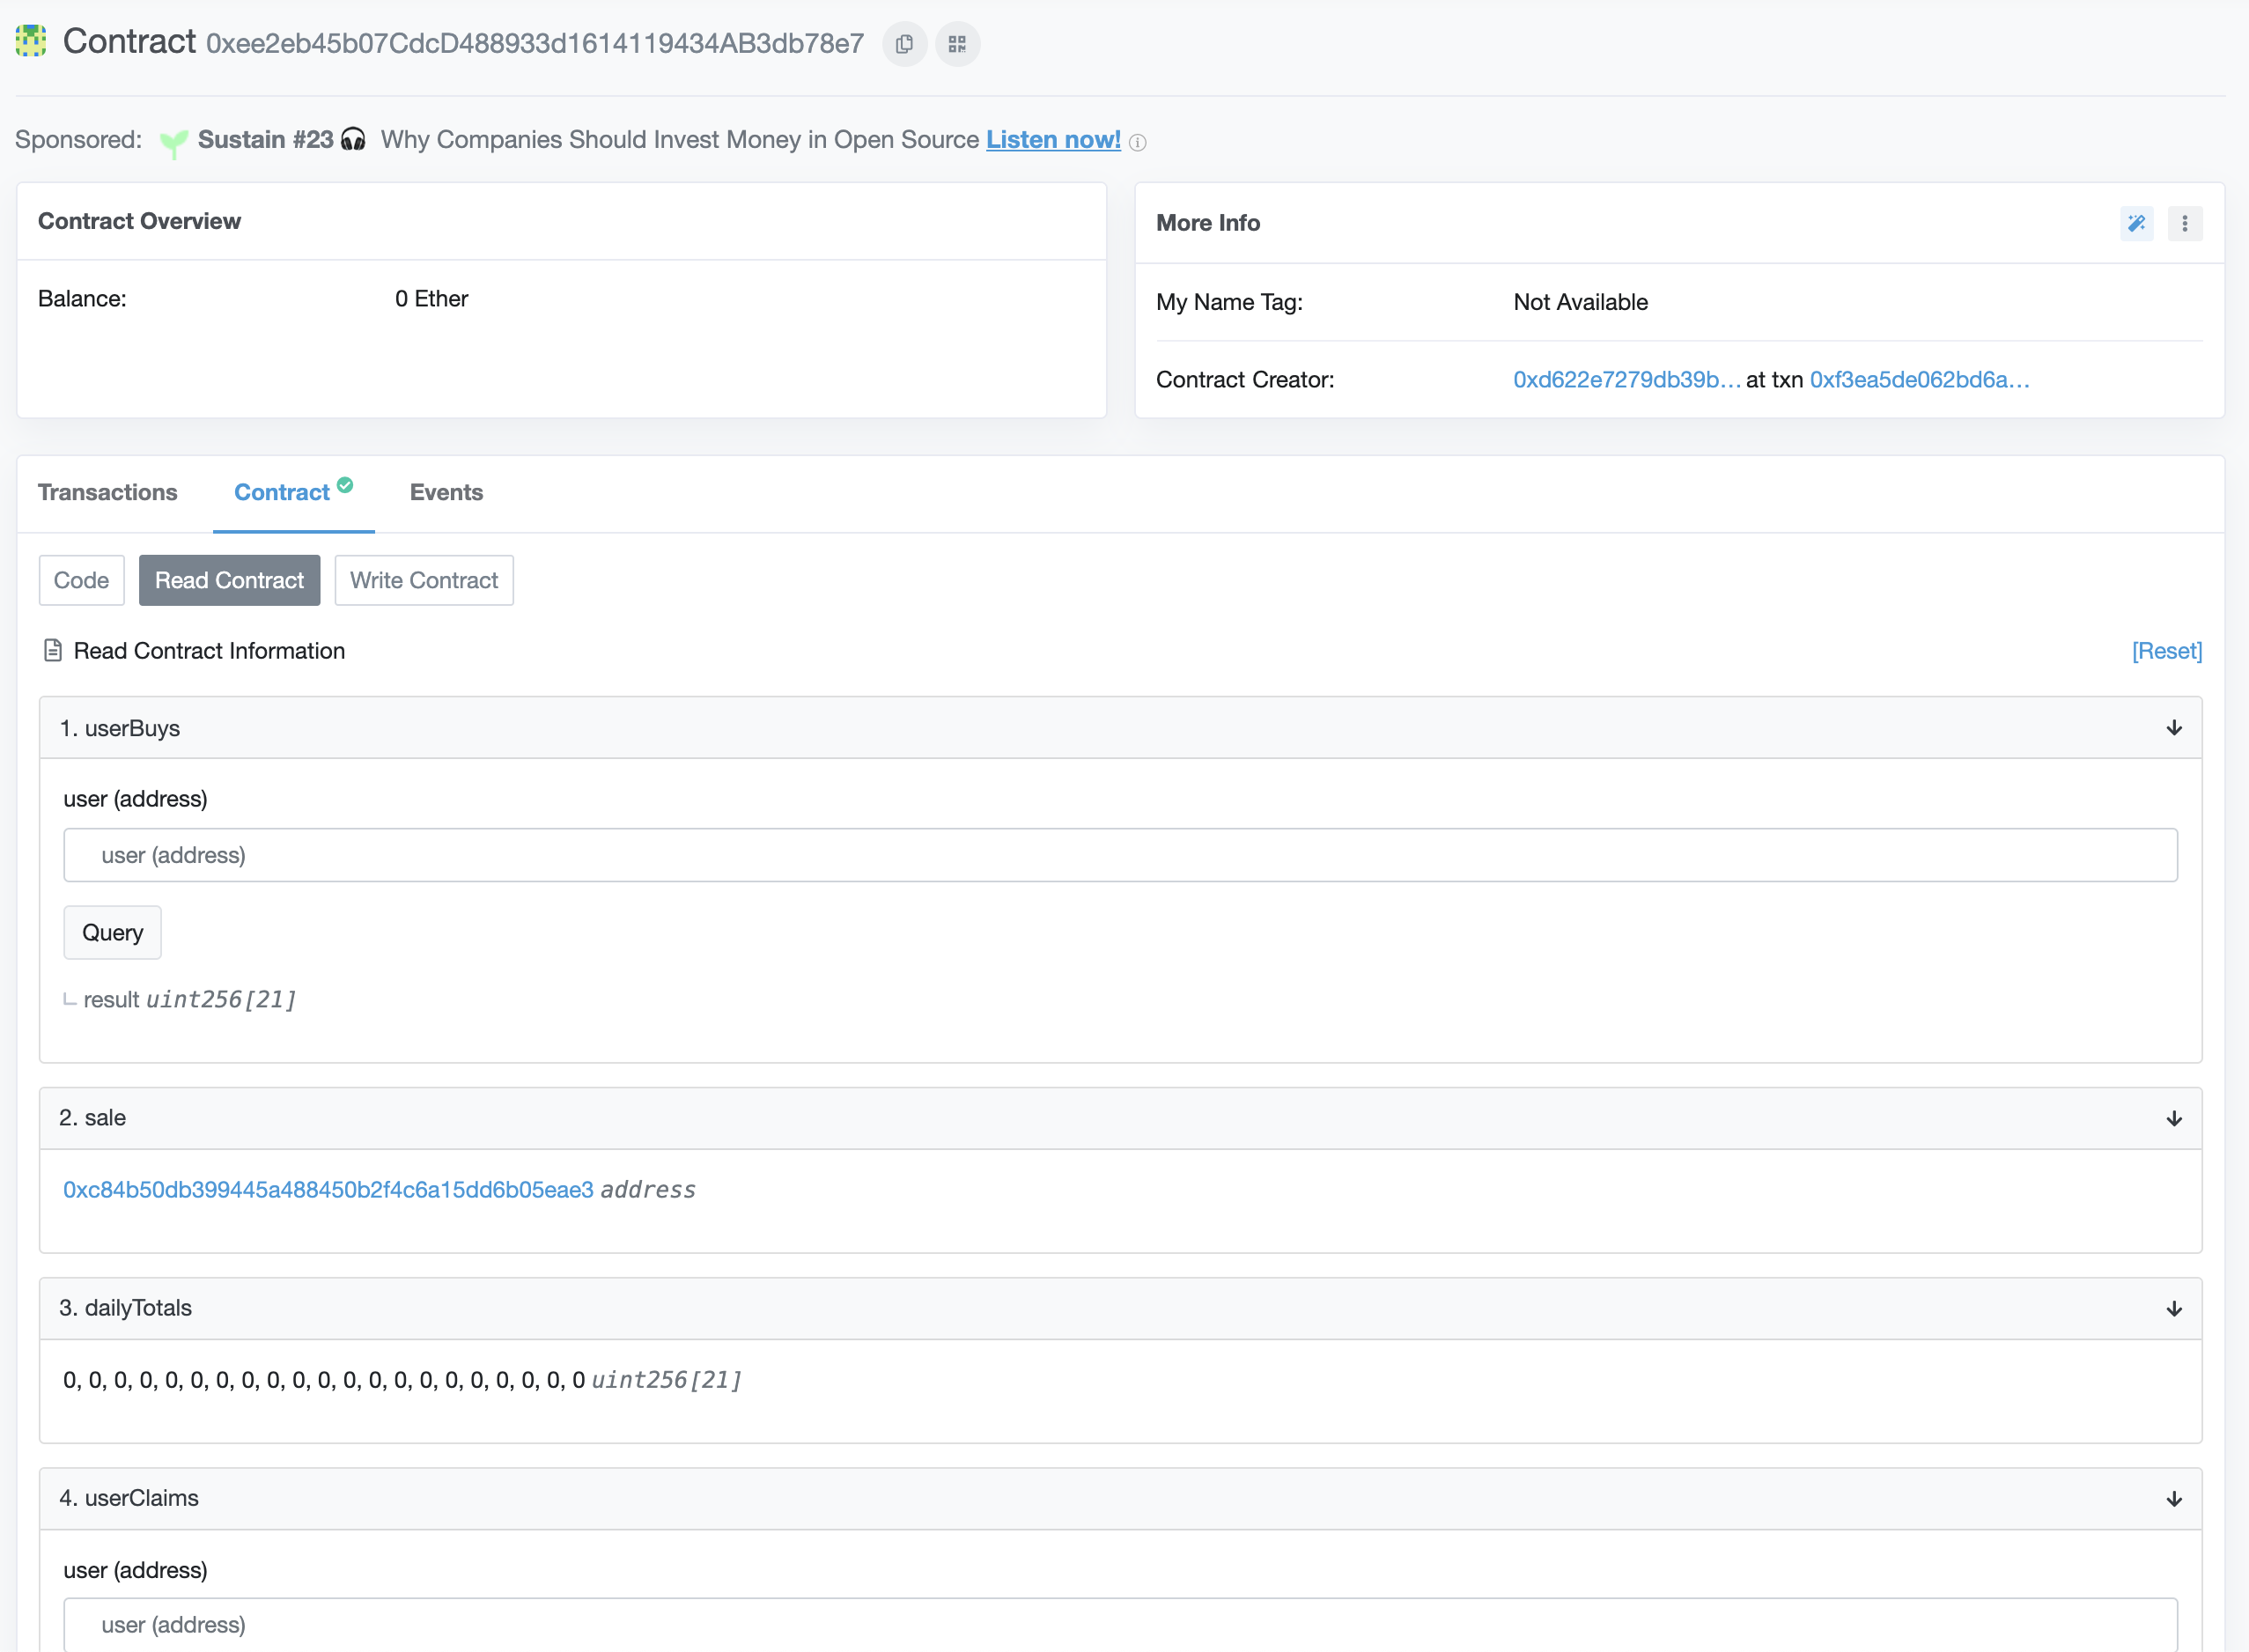 Contract 0xee2eb45b07CdcD488933d1614119434AB3db78e7
Sponsored: Sustain #23 Why Companies Should Invest Money in Open Source Listen now!
Contract Overview
Balance: 0 Ether
More Info
My Name Tag: Not Available
Contract Creator: 0xd622e7279db39b... at txn 0xf3ea5de062bd6a...
Transactions Contract Events
Code Read Contract Write Contract
Read Contract Information [Reset]
1. userBuys
user (address)
user (address)
Query
result uint256[21]
2. sale
0xc84b50db399445a488450b2f4c6a15dd6b05eae3 address
3. dailyTotals
0, 0, 0, 0, 0, 0, 0, 0, 0, 0, 0, 0, 0, 0, 0, 0, 0, 0, 0, 0, 0 uint256[21]
4. userClaims
user (address)
user (address)